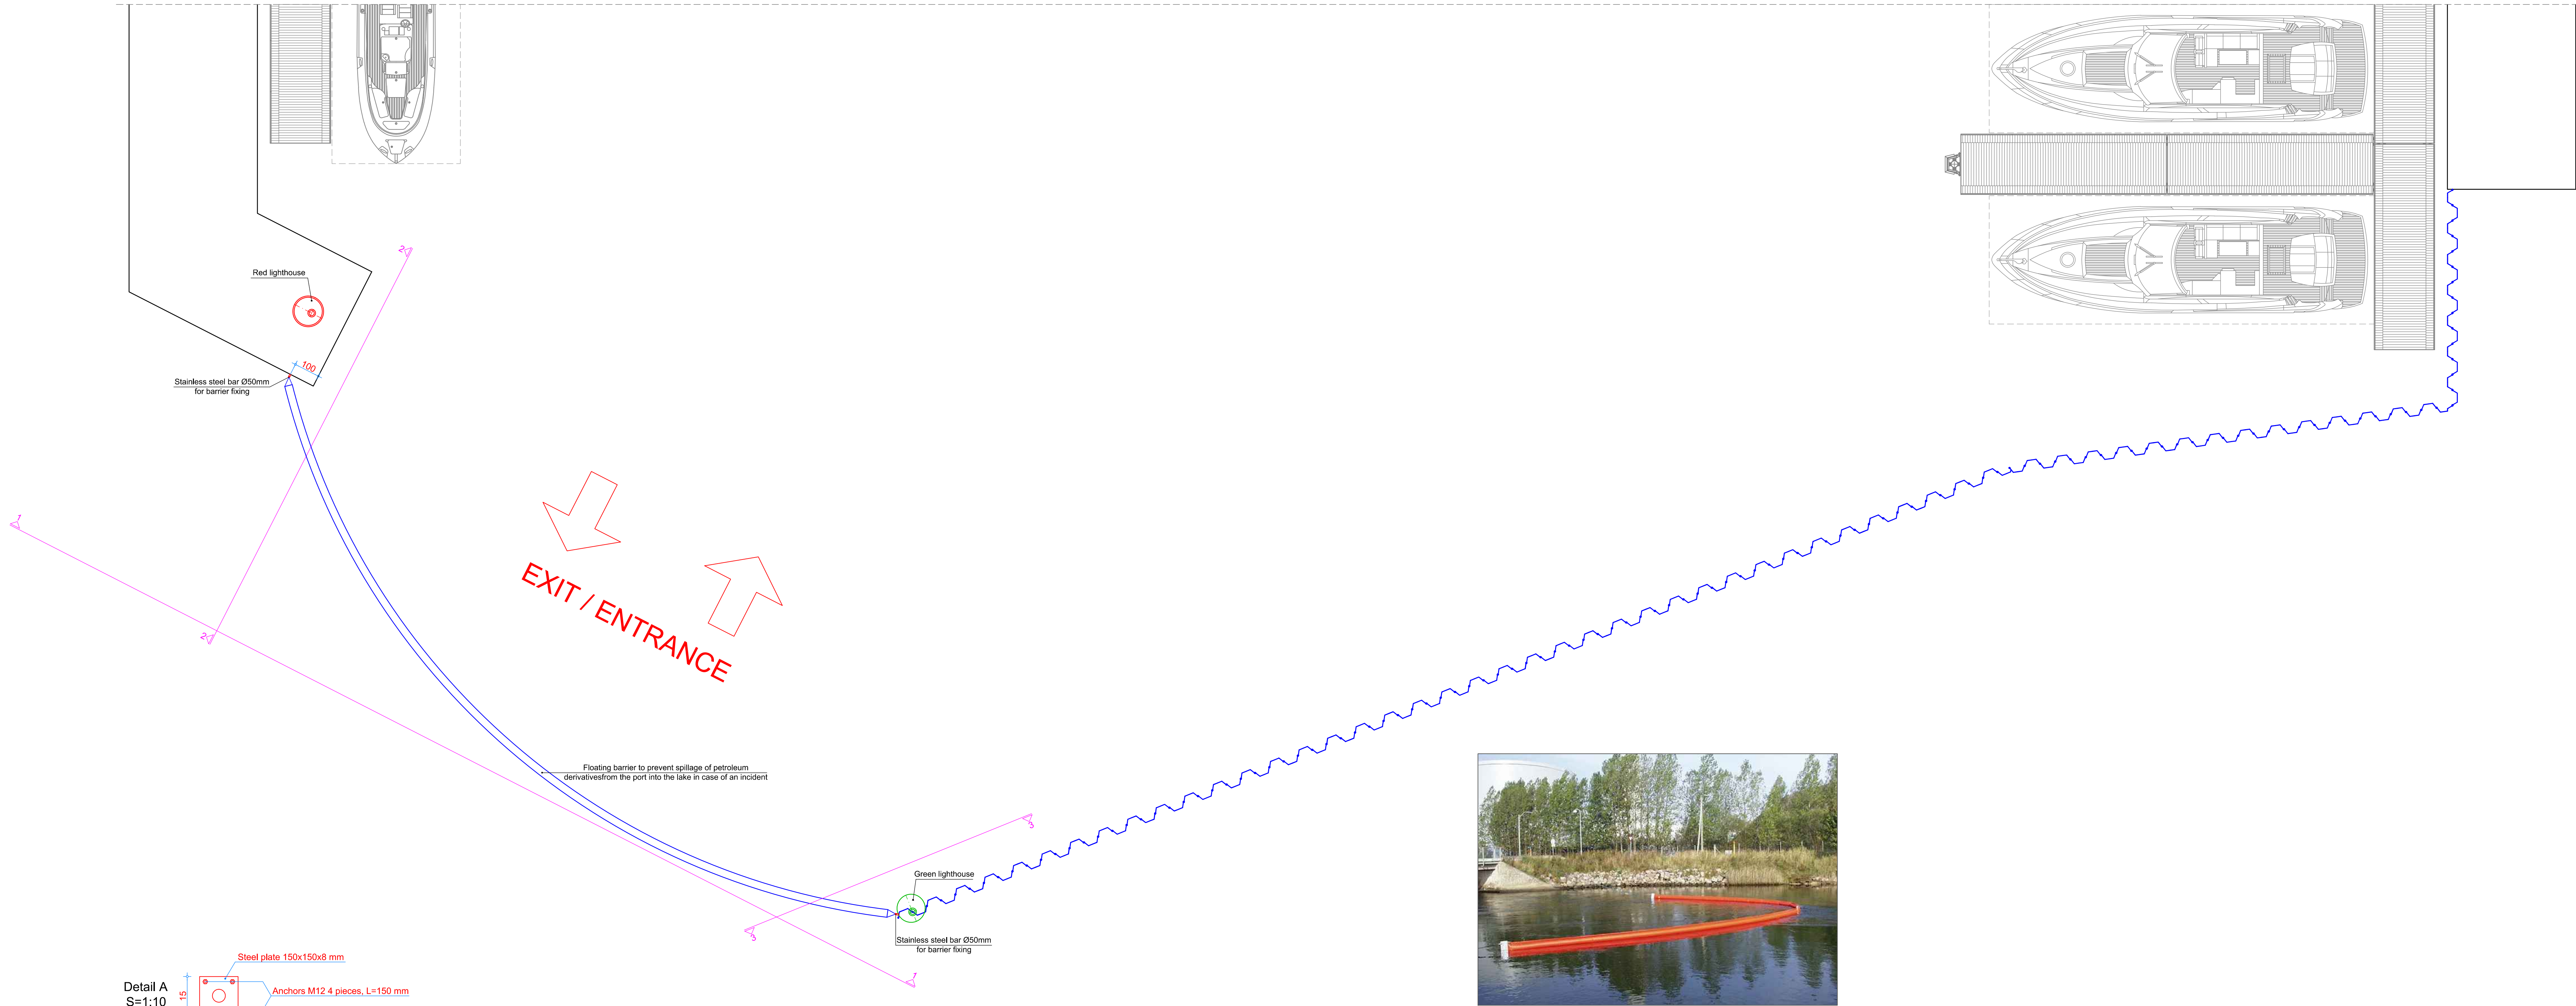 2
Red lighthouse
100
Stainless steel bar Ø50mm
for barrier fixing
1
EXIT / ENTRANCE
2
Floating barrier to prevent spillage of petroleum
derivativesfrom the port into the lake in case of an incident
3
Green lighthouse
3
Stainless steel bar Ø50mm
for barrier fixing
1
Steel plate 150x150x8 mm
Detail A
S=1:10
15
Anchors M12 4 pieces, L=150 mm